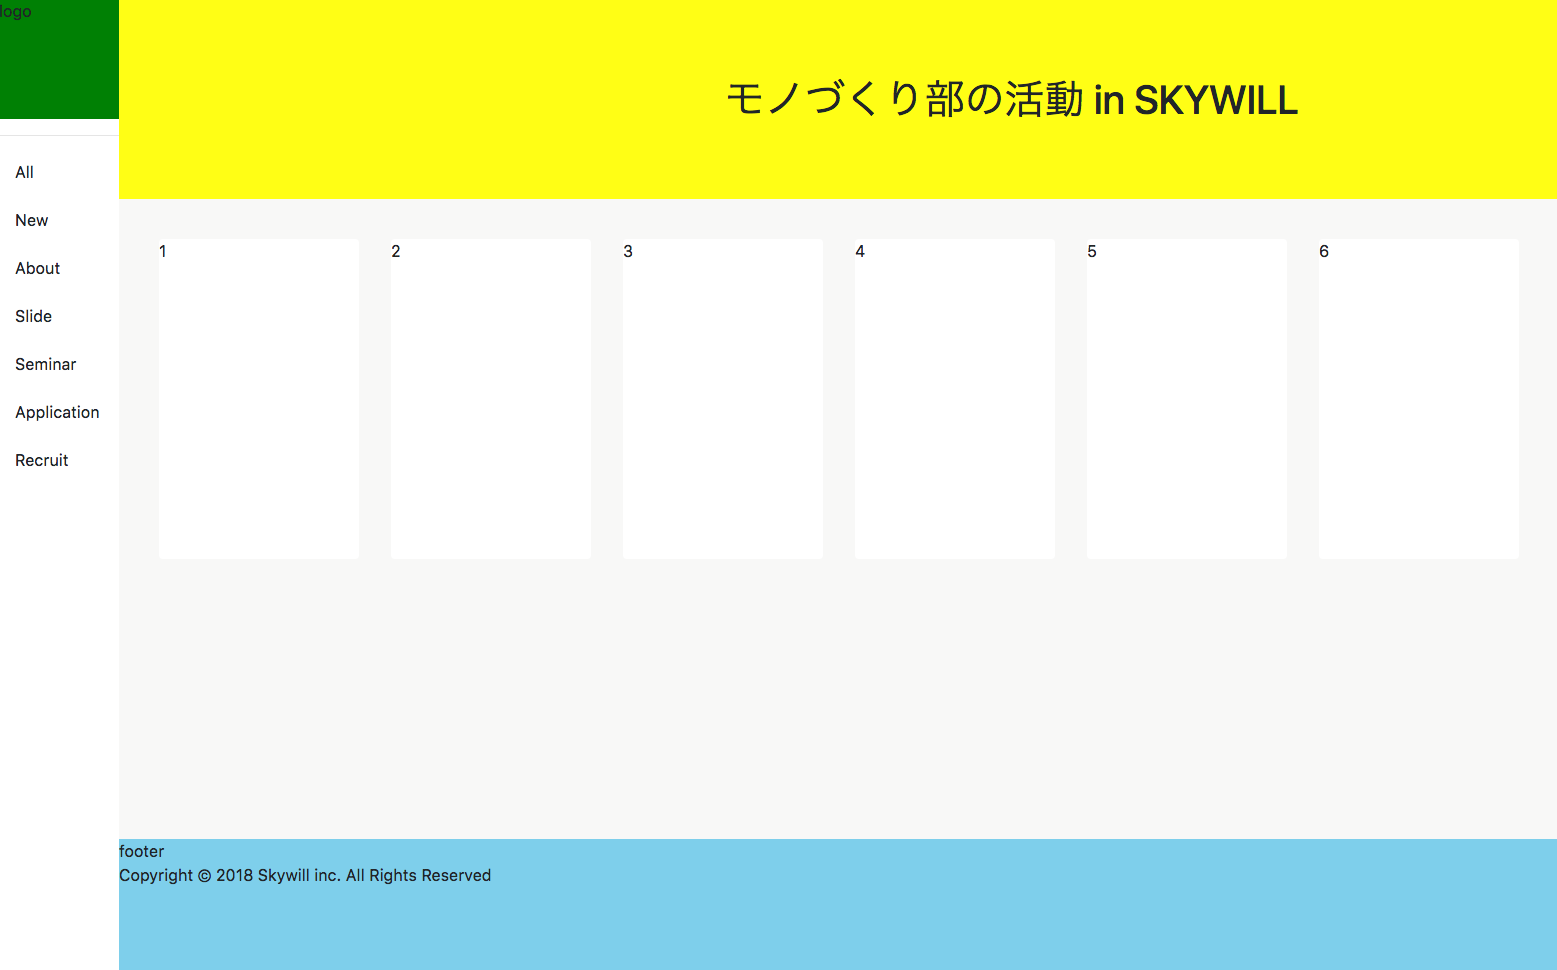 logo
All
New
About
Slide
Seminar
Application
Recruit
モノづくり部の活動 in SKYWILL
1
2
3
4
5
6
footer
Copyright © 2018 Skywill inc. All Rights Reserved